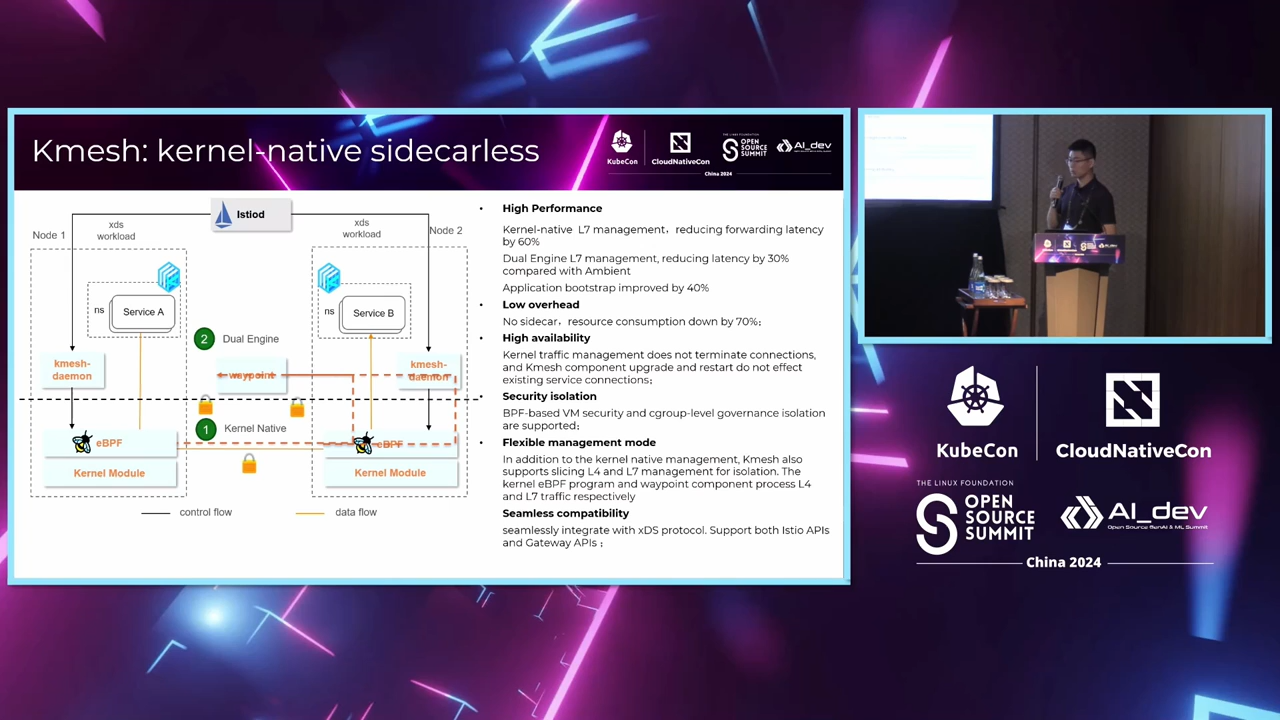 Kmesh: kernel-native sidecarless
KubeCon
CloudNativeCon
THE LINUX FOUNDATION
OPEN
SOURCE
SUMMIT
AI_dev
China 2024
Istiod
Node 1
xds
workload
xds
workload
Node 2
ns
Service A
ns
Service B
2
Dual Engine
kmesh-
daemon
waypoint
kmesh-
daemon
1
Kernel Native
eBPF
eBPF
Kernel Module
Kernel Module
control flow
data flow
• High Performance
Kernel-native L7 management，reducing forwarding latency
by 60%
Dual Engine L7 management, reducing latency by 30%
compared with Ambient
Application bootstrap improved by 40%
• Low overhead
No sidecar，resource consumption down by 70%；
• High availability
Kernel traffic management does not terminate connections,
and Kmesh component upgrade and restart do not effect
existing service connections；
• Security isolation
BPF-based VM security and cgroup-level governance isolation
are supported；
• Flexible management mode
In addition to the kernel native management, Kmesh also
supports slicing L4 and L7 management for isolation. The
kernel eBPF program and waypoint component process L4
and L7 traffic respectively
• Seamless compatibility
seamlessly integrate with xDS protocol. Support both Istio APIs
and Gateway APIs；
KubeCon
CloudNativeCon
THE LINUX FOUNDATION
OPEN
SOURCE
SUMMIT
AI_dev
Open Source GenAI & ML Summit
China 2024